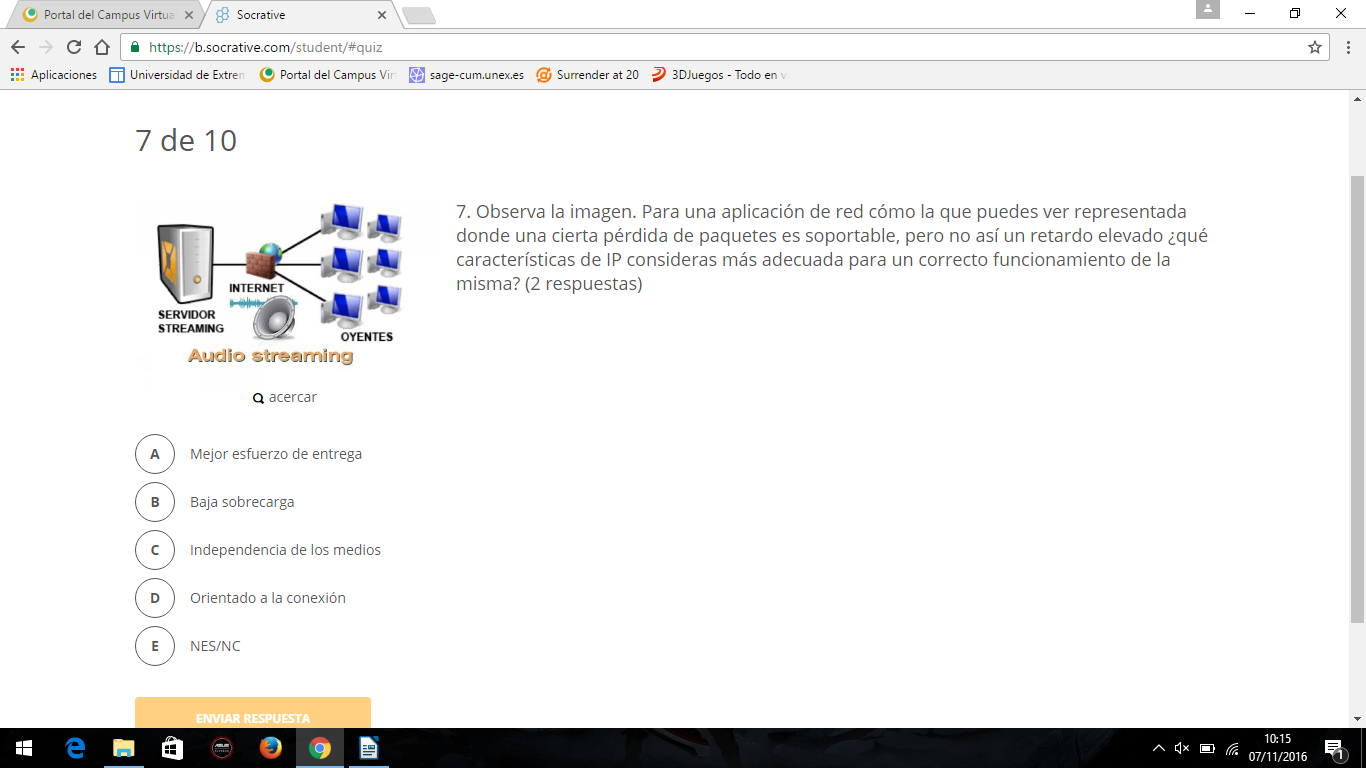 Portal del Campus Virtua
Socrative
https://b.socrative.com/student/#quiz
Aplicaciones
Universidad de Extrem
Portal del Campus Vir
sage-cum.unex.es
Surrender at 20
3DJuegos - Todo en v
7 de 10
7. Observa la imagen. Para una aplicación de red cómo la que puedes ver representada
donde una cierta pérdida de paquetes es soportable, pero no así un retardo elevado ¿qué
características de IP consideras más adecuada para un correcto funcionamiento de la
misma? (2 respuestas)
INTERNET
SERVIDOR
STREAMING
OYENTES
Audio streaming
acercar
A Mejor esfuerzo de entrega
B Baja sobrecarga
C Independencia de los medios
D Orientado a la conexión
E NES/NC
ENVIAR RESPUESTA
10:15
07/11/2016
1